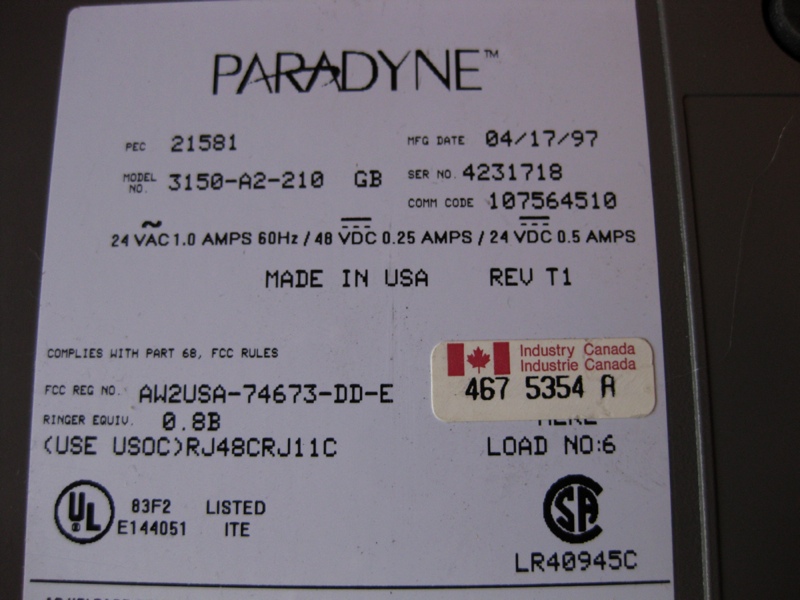 PARADYNE™
PEC 21581 MFG DATE 04/17/97
MODEL NO. 3150-A2-210 GB SER NO. 4231718
COMM CODE 107564510
24 VAC 1.0 AMPS 60Hz / 48 VDC 0.25 AMPS / 24 VDC 0.5 AMPS
MADE IN USA REV T1
COMPLIES WITH PART 68, FCC RULES
Industry Canada
Industrie Canada
467 5354 A
FCC REG NO. AW2USA-74673-DD-E
RINGER EQUIV. 0.8B
(USE USOC)RJ48CRJ11C LOAD NO:6
UL 83F2 LISTED
E144051 ITE
SA
LR40945C